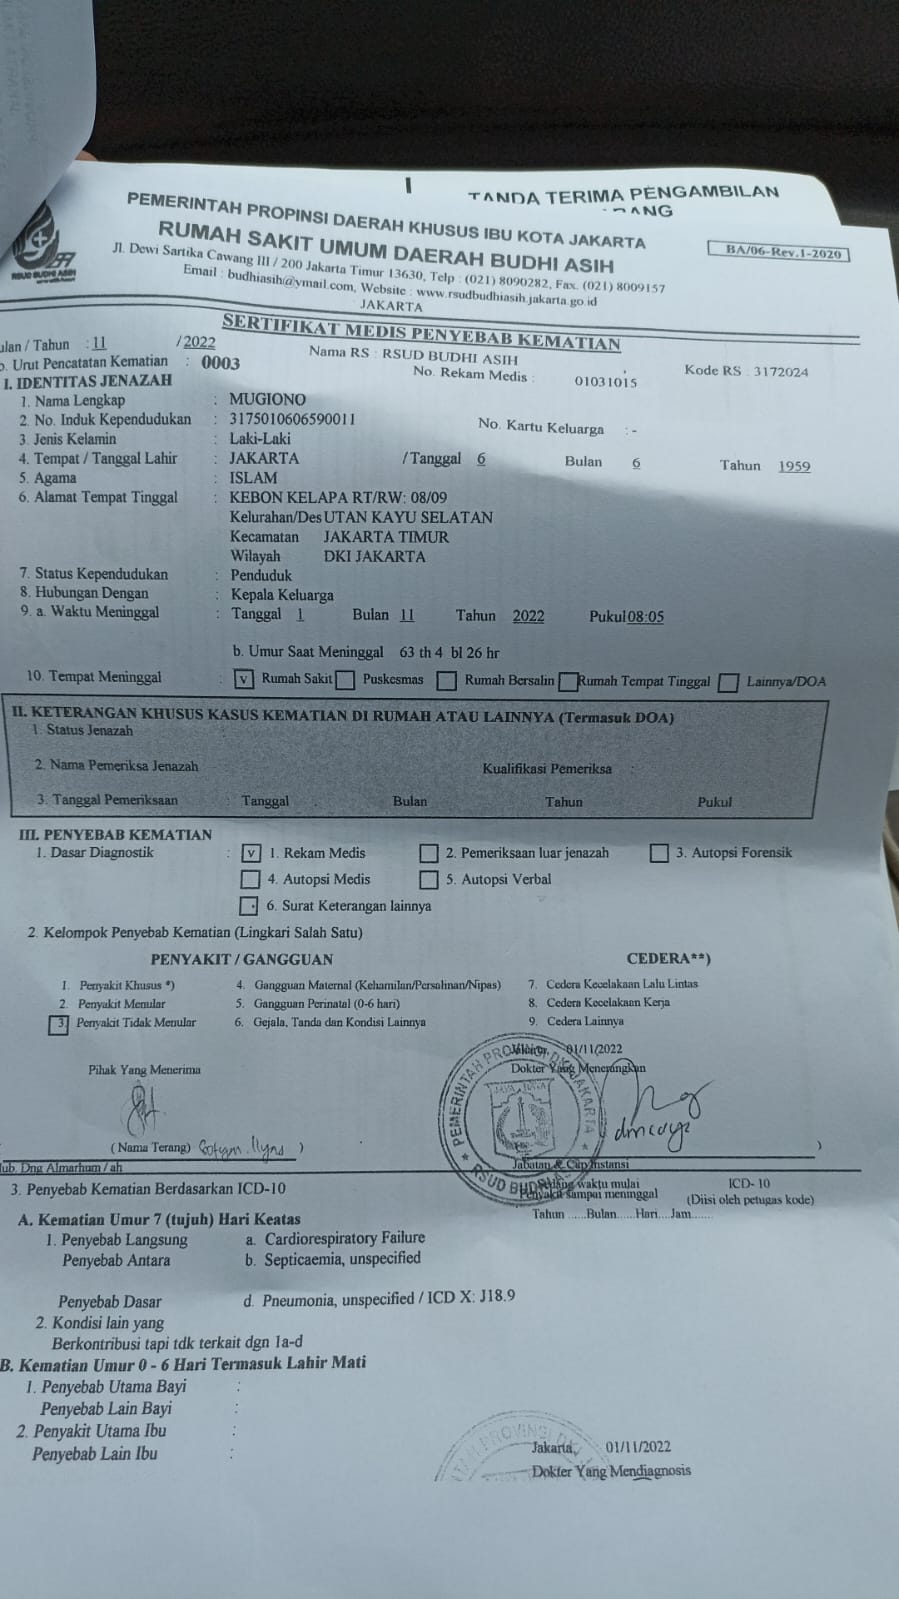 TANDA TERIMA PENGAMBILAN
PEMERINTAH PROPINSI DAERAH KHUSUS IBU KOTA JAKARTA
RUMAH SAKIT UMUM DAERAH BUDHI ASIH
BA/06-Rev.1-2020
RSUD BUDHI ASIH
Jl. Dewi Sartika Cawang III / 200 Jakarta Timur 13630, Telp : (021) 8090282, Fax. (021) 8009157
Email : budhiasih@ymail.com, Website : www.rsudbudhiasih.jakarta.go.id
JAKARTA
SERTIFIKAT MEDIS PENYEBAB KEMATIAN
ulan / Tahun : 11 /2022 Nama RS : RSUD BUDHI ASIH Kode RS : 3172024
o. Urut Pencatatan Kematian : 0003 No. Rekam Medis : 01031015
I. IDENTITAS JENAZAH
1. Nama Lengkap : MUGIONO
2. No. Induk Kependudukan : 3175010606590011 No. Kartu Keluarga : -
3. Jenis Kelamin : Laki-Laki
4. Tempat / Tanggal Lahir : JAKARTA /Tanggal 6 Bulan 6 Tahun 1959
5. Agama : ISLAM
6. Alamat Tempat Tinggal : KEBON KELAPA RT/RW: 08/09
Kelurahan/Des UTAN KAYU SELATAN
Kecamatan JAKARTA TIMUR
Wilayah DKI JAKARTA
7. Status Kependudukan : Penduduk
8. Hubungan Dengan : Kepala Keluarga
9. a. Waktu Meninggal : Tanggal 1 Bulan 11 Tahun 2022 Pukul 08:05
b. Umur Saat Meninggal 63 th 4 bl 26 hr
10. Tempat Meninggal : v Rumah Sakit Puskesmas Rumah Bersalin Rumah Tempat Tinggal Lainnya/DOA
II. KETERANGAN KHUSUS KASUS KEMATIAN DI RUMAH ATAU LAINNYA (Termasuk DOA)
1. Status Jenazah
2. Nama Pemeriksa Jenazah Kualifikasi Pemeriksa :
3. Tanggal Pemeriksaan : Tanggal Bulan Tahun Pukul
III. PENYEBAB KEMATIAN
1. Dasar Diagnostik : v 1. Rekam Medis 2. Pemeriksaan luar jenazah 3. Autopsi Forensik
4. Autopsi Medis 5. Autopsi Verbal
6. Surat Keterangan lainnya
2. Kelompok Penyebab Kematian (Lingkari Salah Satu)
PENYAKIT / GANGGUAN CEDERA**)
1. Penyakit Khusus *) 4. Gangguan Maternal (Kehamilan/Persalinan/Nipas) 7. Cedera Kecelakaan Lalu Lintas
2. Penyakit Menular 5. Gangguan Perinatal (0-6 hari) 8. Cedera Kecelakaan Kerja
3. Penyakit Tidak Menular 6. Gejala, Tanda dan Kondisi Lainnya 9. Cedera Lainnya
01/11/2022
Pihak Yang Menerima Dokter Yang Menerangkan
PEMERINTAH PROVINSI DKI JAKARTA
JAYA RAYA
RSUD BUDHI ASIH
( Nama Terang) )
ub. Dng Almarhum / ah Jabatan & Cap Instansi
3. Penyebab Kematian Berdasarkan ICD-10 waktu mulai ICD- 10
Penyakit sampai meninggal (Diisi oleh petugas kode)
Tahun ......Bulan......Hari....Jam.......
A. Kematian Umur 7 (tujuh) Hari Keatas
1. Penyebab Langsung a. Cardiorespiratory Failure
Penyebab Antara b. Septicaemia, unspecified
Penyebab Dasar d. Pneumonia, unspecified / ICD X: J18.9
2. Kondisi lain yang
Berkontribusi tapi tdk terkait dgn 1a-d
B. Kematian Umur 0 - 6 Hari Termasuk Lahir Mati
1. Penyebab Utama Bayi :
Penyebab Lain Bayi :
2. Penyakit Utama Ibu :
Penyebab Lain Ibu :
Jakarta, 01/11/2022
Dokter Yang Mendiagnosis